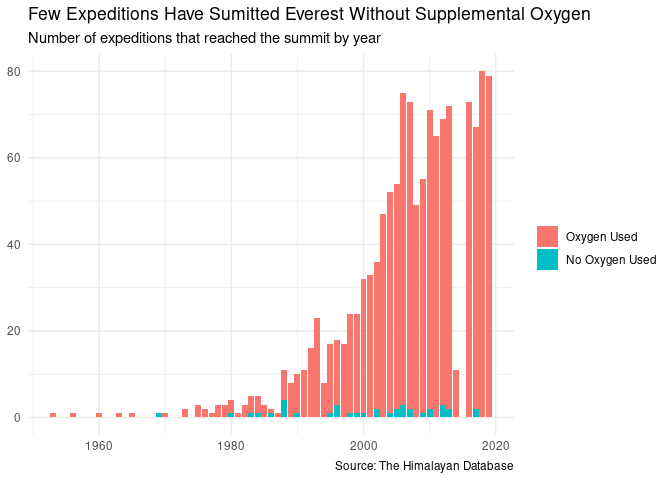 Few Expeditions Have Sumitted Everest Without Supplemental Oxygen
Number of expeditions that reached the summit by year
80
60
40
20
0
Oxygen Used
No Oxygen Used
1960 1980 2000 2020
Source: The Himalayan Database